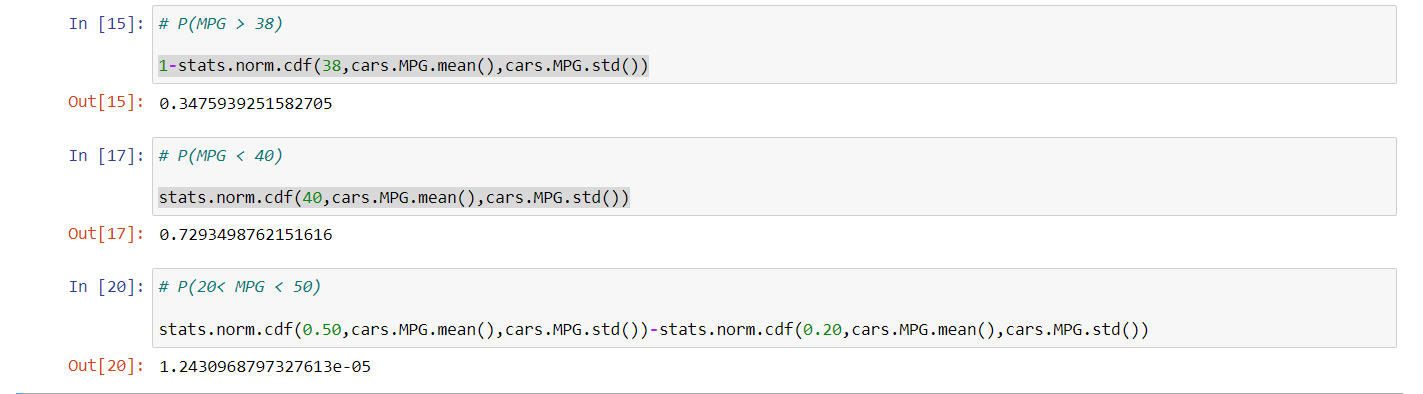 In [15]: # P(MPG > 38)
1-stats.norm.cdf(38,cars.MPG.mean(),cars.MPG.std())
Out[15]: 0.3475939251582705
In [17]: # P(MPG < 40)
stats.norm.cdf(40,cars.MPG.mean(),cars.MPG.std())
Out[17]: 0.7293498762151616
In [20]: # P(20< MPG < 50)
stats.norm.cdf(0.50,cars.MPG.mean(),cars.MPG.std())-stats.norm.cdf(0.20,cars.MPG.mean(),cars.MPG.std())
Out[20]: 1.2430968797327613e-05